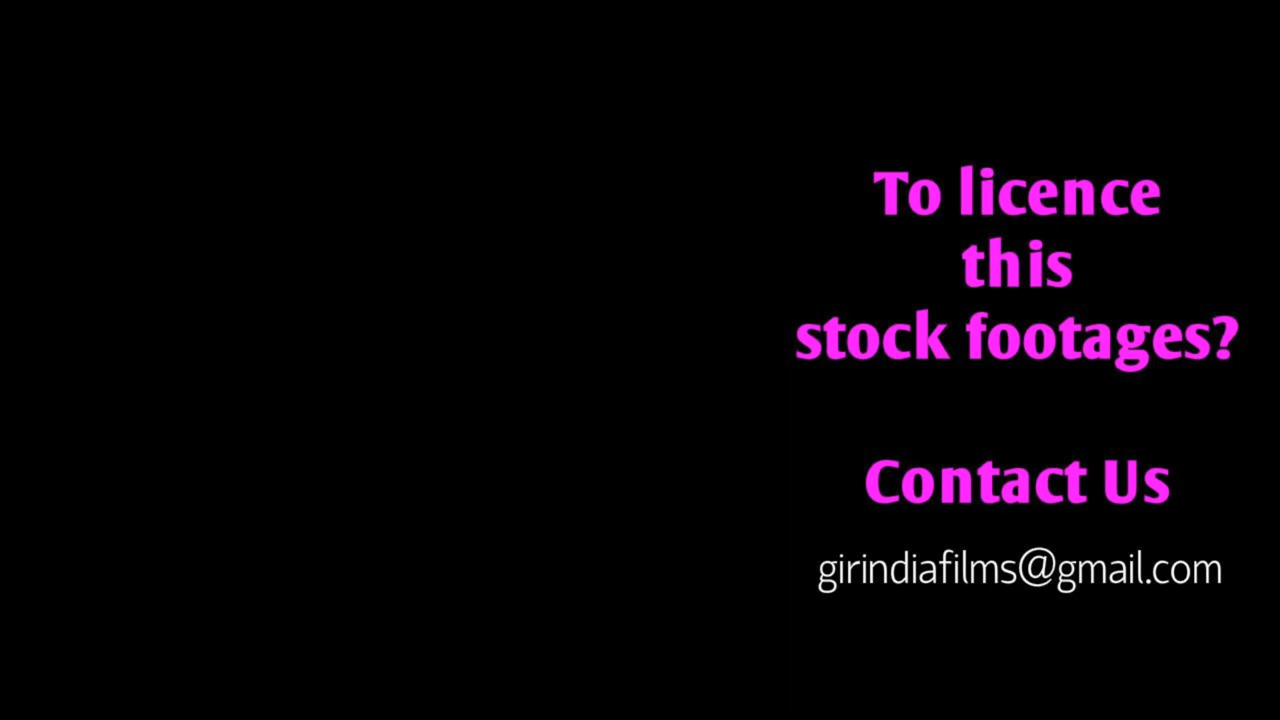 To licence
this
stock footages?
Contact Us
girindiafilms@gmail.com